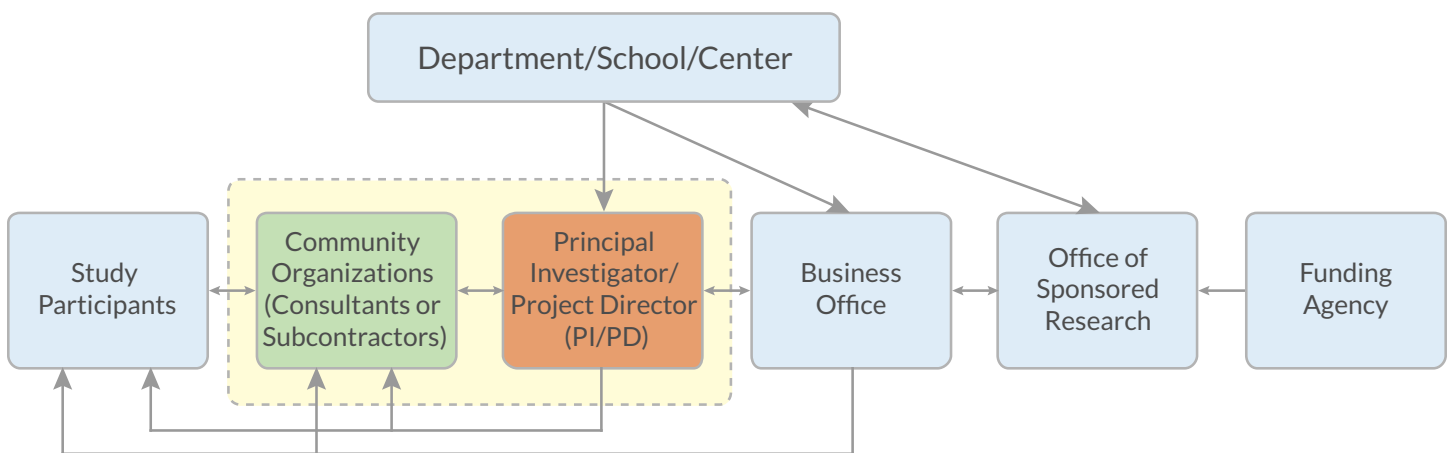 Department/School/Center
Study
Participants
Community
Organizations
(Consultants or
Subcontractors)
Principal
Investigator/
Project Director
(PI/PD)
Business
Office
Office of
Sponsored
Research
Funding
Agency